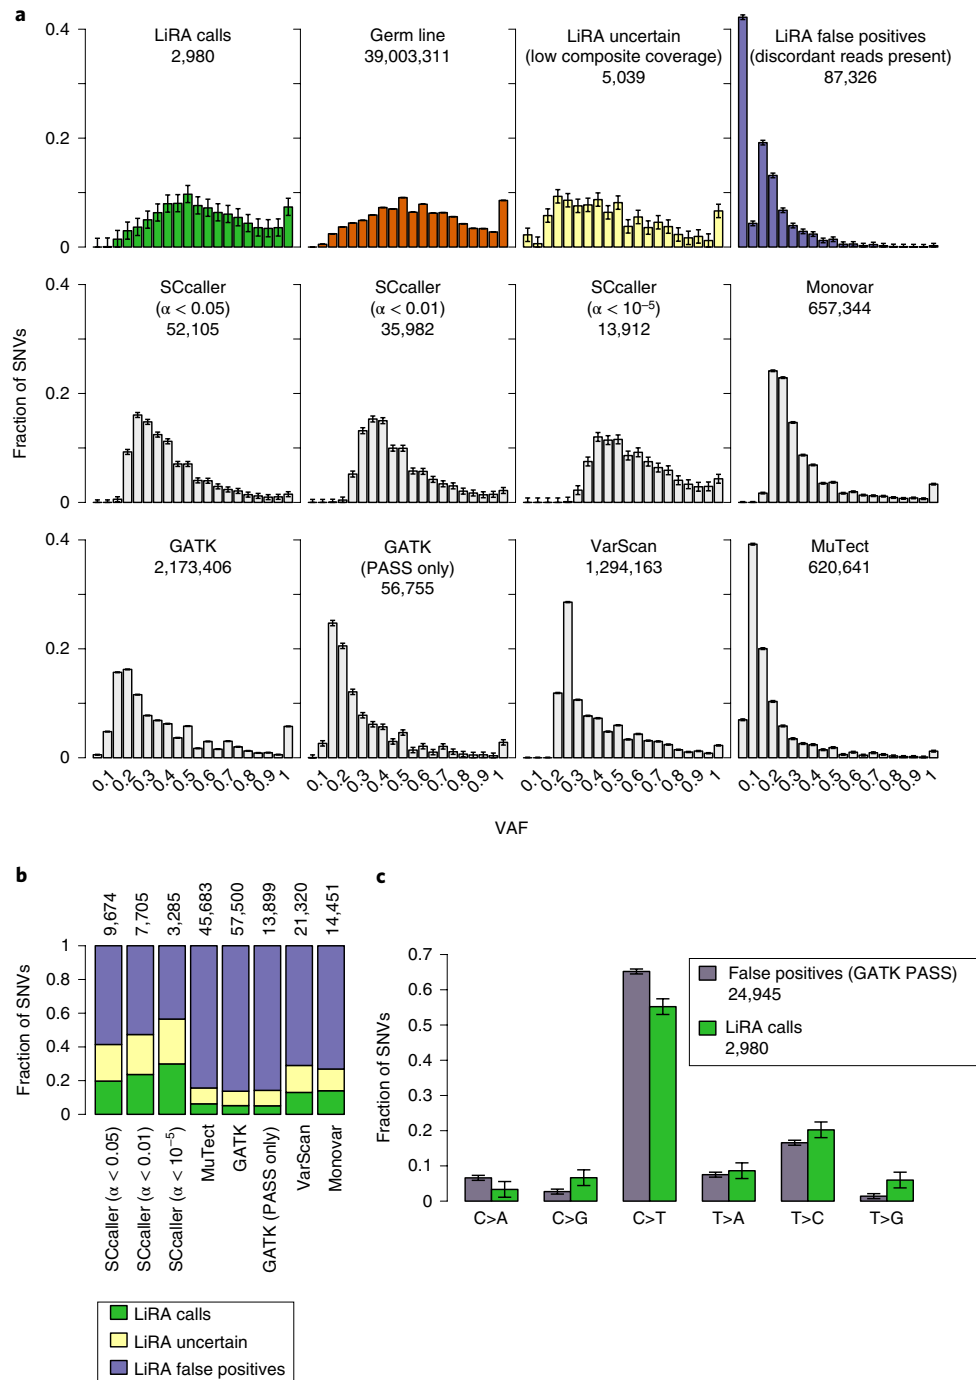 a
LiRA calls
2,980
Germ line
39,003,311
LiRA uncertain
(low composite coverage)
5,039
LiRA false positives
(discordant reads present)
87,326
0.4
0.2
0
SCcaller
(α < 0.05)
52,105
SCcaller
(α < 0.01)
35,982
SCcaller
(α < 10⁻⁵)
13,912
Monovar
657,344
Fraction of SNVs
0.4
0.2
0
GATK
2,173,406
GATK
(PASS only)
56,755
VarScan
1,294,163
MuTect
620,641
0.4
0.2
0
0.1 0.2 0.3 0.4 0.5 0.6 0.7 0.8 0.9 1
0.1 0.2 0.3 0.4 0.5 0.6 0.7 0.8 0.9 1
0.1 0.2 0.3 0.4 0.5 0.6 0.7 0.8 0.9 1
0.1 0.2 0.3 0.4 0.5 0.6 0.7 0.8 0.9 1
VAF
b
9,674
7,705
3,285
45,683
57,500
13,899
21,320
14,451
Fraction of SNVs
1
0.8
0.6
0.4
0.2
0
SCcaller (α < 0.05)
SCcaller (α < 0.01)
SCcaller (α < 10⁻⁵)
MuTect
GATK
GATK (PASS only)
VarScan
Monovar
LiRA calls
LiRA uncertain
LiRA false positives
c
Fraction of SNVs
0.7
0.6
0.5
0.4
0.3
0.2
0.1
0
False positives (GATK PASS)
24,945
LiRA calls
2,980
C>A C>G C>T T>A T>C T>G